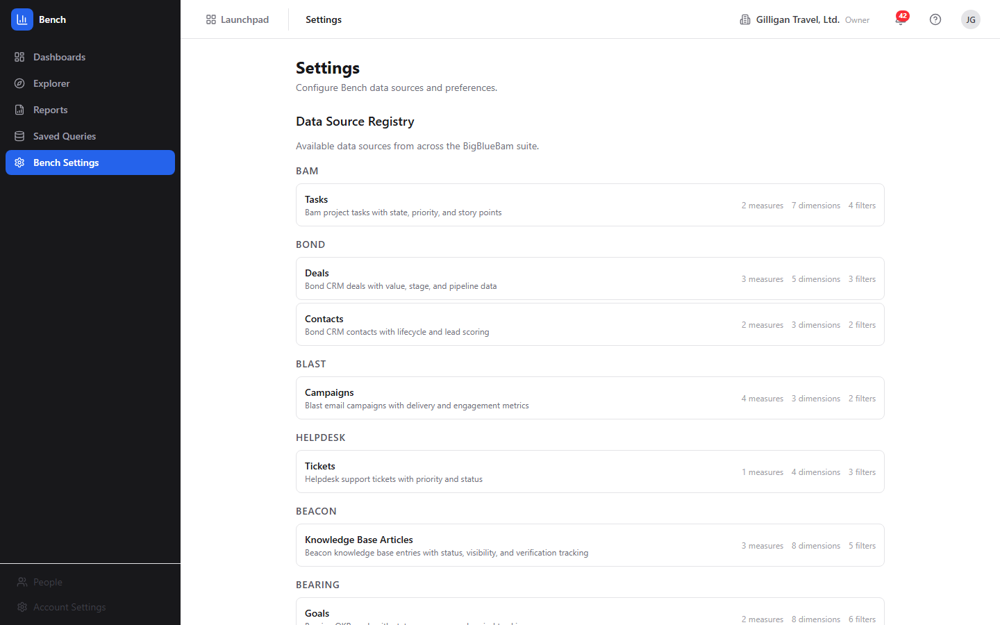 Bench
Dashboards
Explorer
Reports
Saved Queries
Bench Settings
People
Account Settings
Launchpad
Settings
Gilligan Travel, Ltd. Owner
42
JG
Settings
Configure Bench data sources and preferences.
Data Source Registry
Available data sources from across the BigBlueBam suite.
BAM
Tasks
Bam project tasks with state, priority, and story points
2 measures 7 dimensions 4 filters
BOND
Deals
Bond CRM deals with value, stage, and pipeline data
3 measures 5 dimensions 3 filters
Contacts
Bond CRM contacts with lifecycle and lead scoring
2 measures 3 dimensions 2 filters
BLAST
Campaigns
Blast email campaigns with delivery and engagement metrics
4 measures 3 dimensions 2 filters
HELPDESK
Tickets
Helpdesk support tickets with priority and status
1 measures 4 dimensions 3 filters
BEACON
Knowledge Base Articles
Beacon knowledge base entries with status, visibility, and verification tracking
3 measures 8 dimensions 5 filters
BEARING
Goals
2 measures 8 dimensions 6 filters